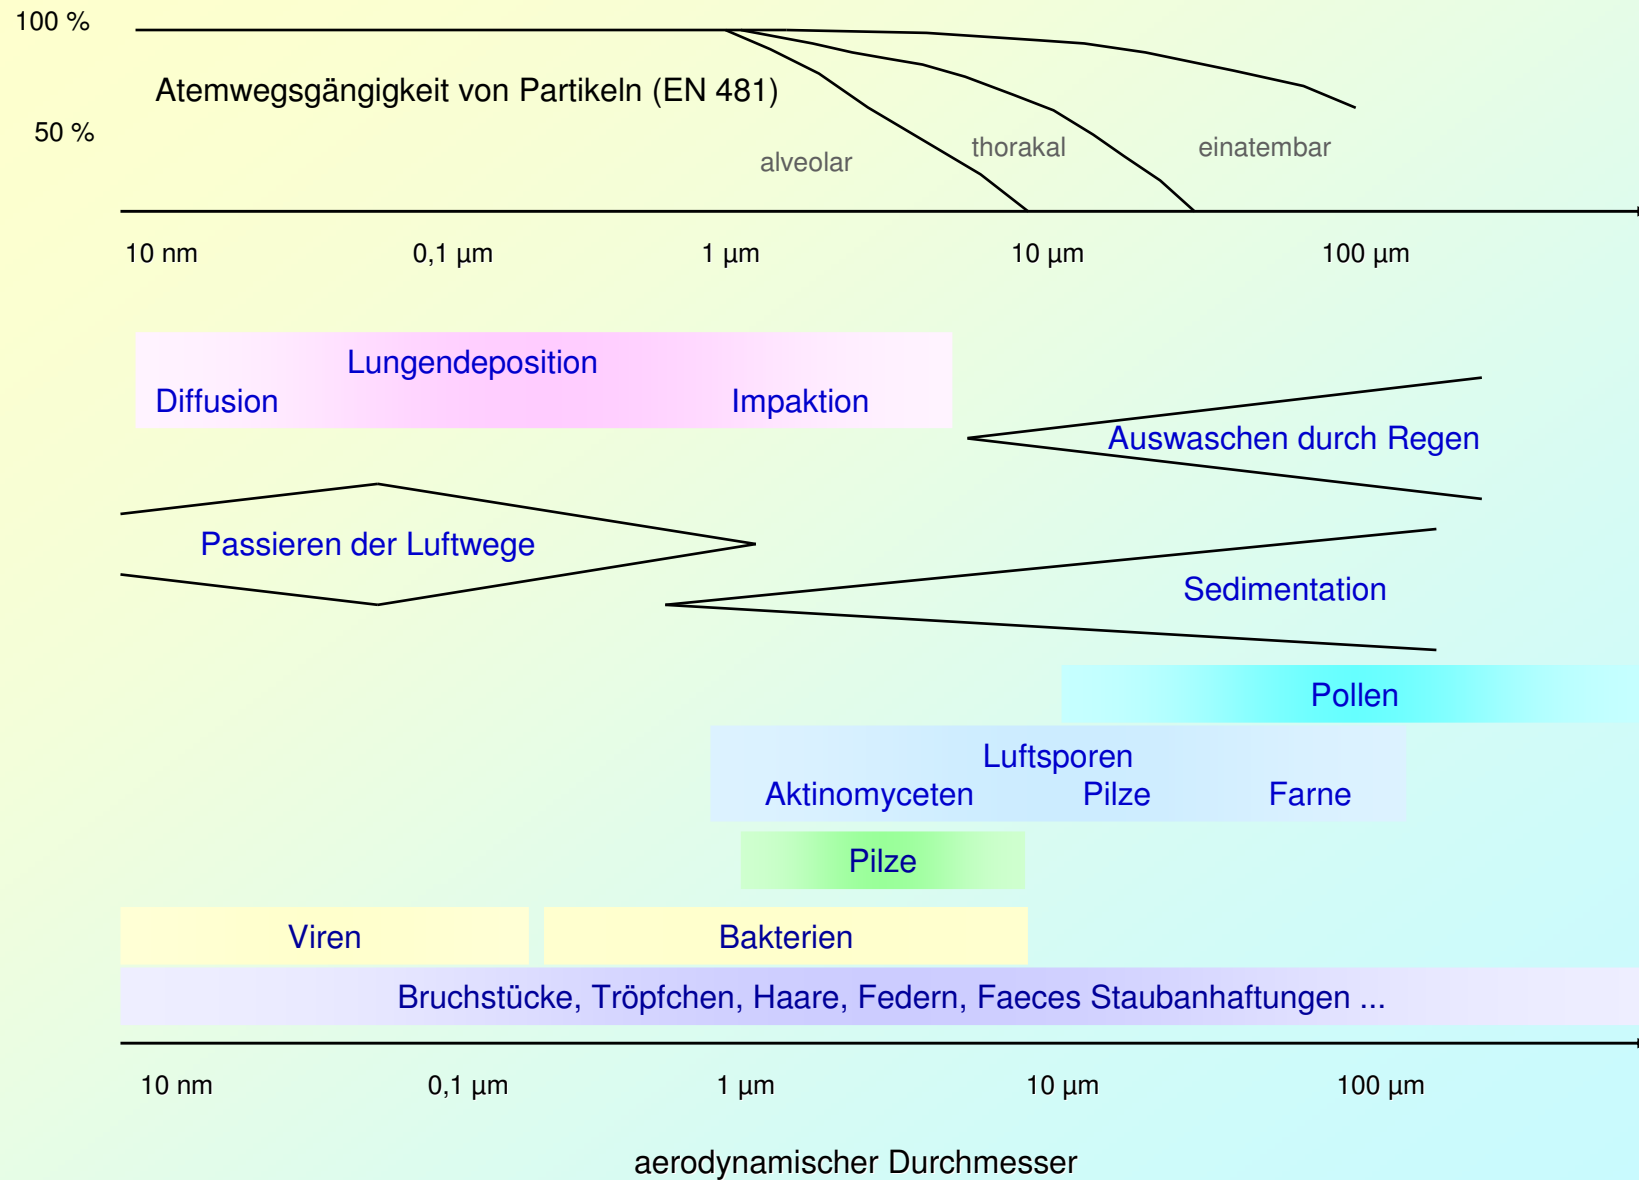 100 %
Atemwegsgängigkeit von Partikeln (EN 481)
50 %
alveolar
thorakal
einatembar
10 nm 0,1 µm 1 µm 10 µm 100 µm
Lungendeposition
Diffusion Impaktion
Auswaschen durch Regen
Passieren der Luftwege
Sedimentation
Pollen
Luftsporen
Aktinomyceten Pilze Farne
Pilze
Viren Bakterien
Bruchstücke, Tröpfchen, Haare, Federn, Faeces Staubanhaftungen ...
10 nm 0,1 µm 1 µm 10 µm 100 µm
aerodynamischer Durchmesser